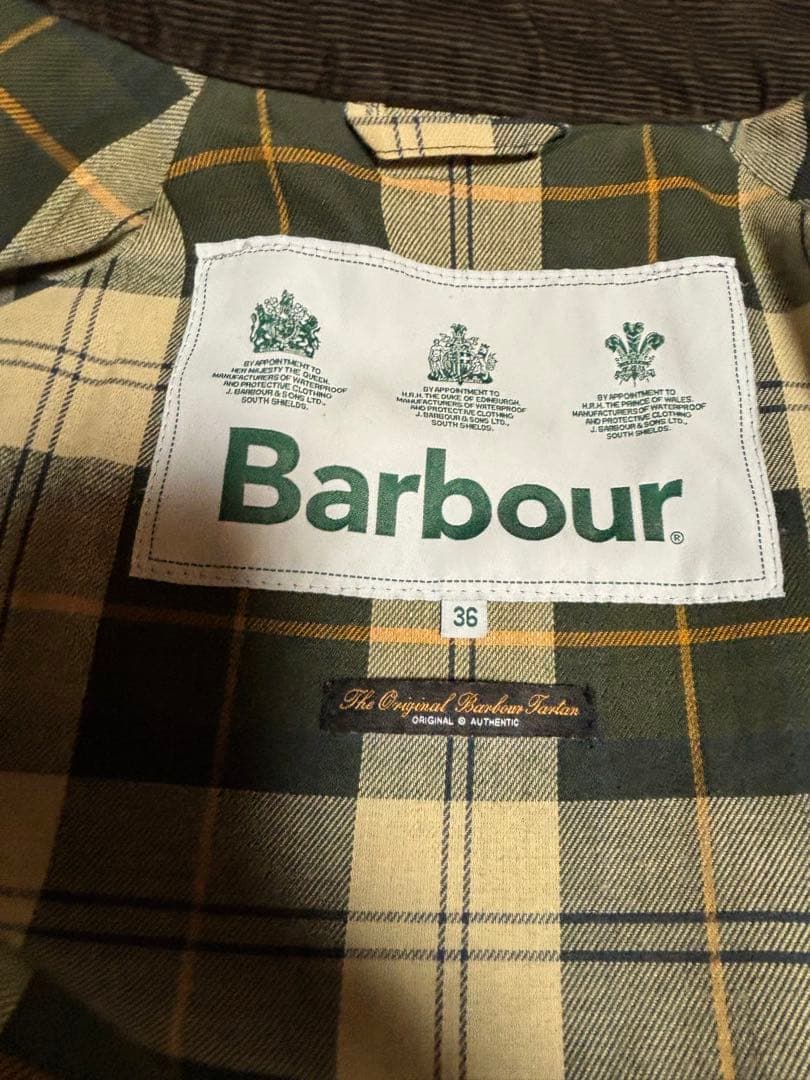 BY APPOINTMENT TO
HER MAJESTY THE QUEEN.
MANUFACTURERS OF WATERPROOF
AND PROTECTIVE CLOTHING
J. BARBOUR & SONS LTD.,
SOUTH SHIELDS.
BY APPOINTMENT TO
H.R.H. THE DUKE OF EDINBURGH.
MANUFACTURERS OF WATERPROOF
AND PROTECTIVE CLOTHING
J. BARBOUR & SONS LTD.,
SOUTH SHIELDS.
BY APPOINTMENT TO
H.R.H. THE PRINCE OF WALES.
MANUFACTURERS OF WATERPROOF
AND PROTECTIVE CLOTHING
J. BARBOUR & SONS LTD.,
SOUTH SHIELDS.
Barbour®
36
The Original Barbour Tartan
ORIGINAL & AUTHENTIC